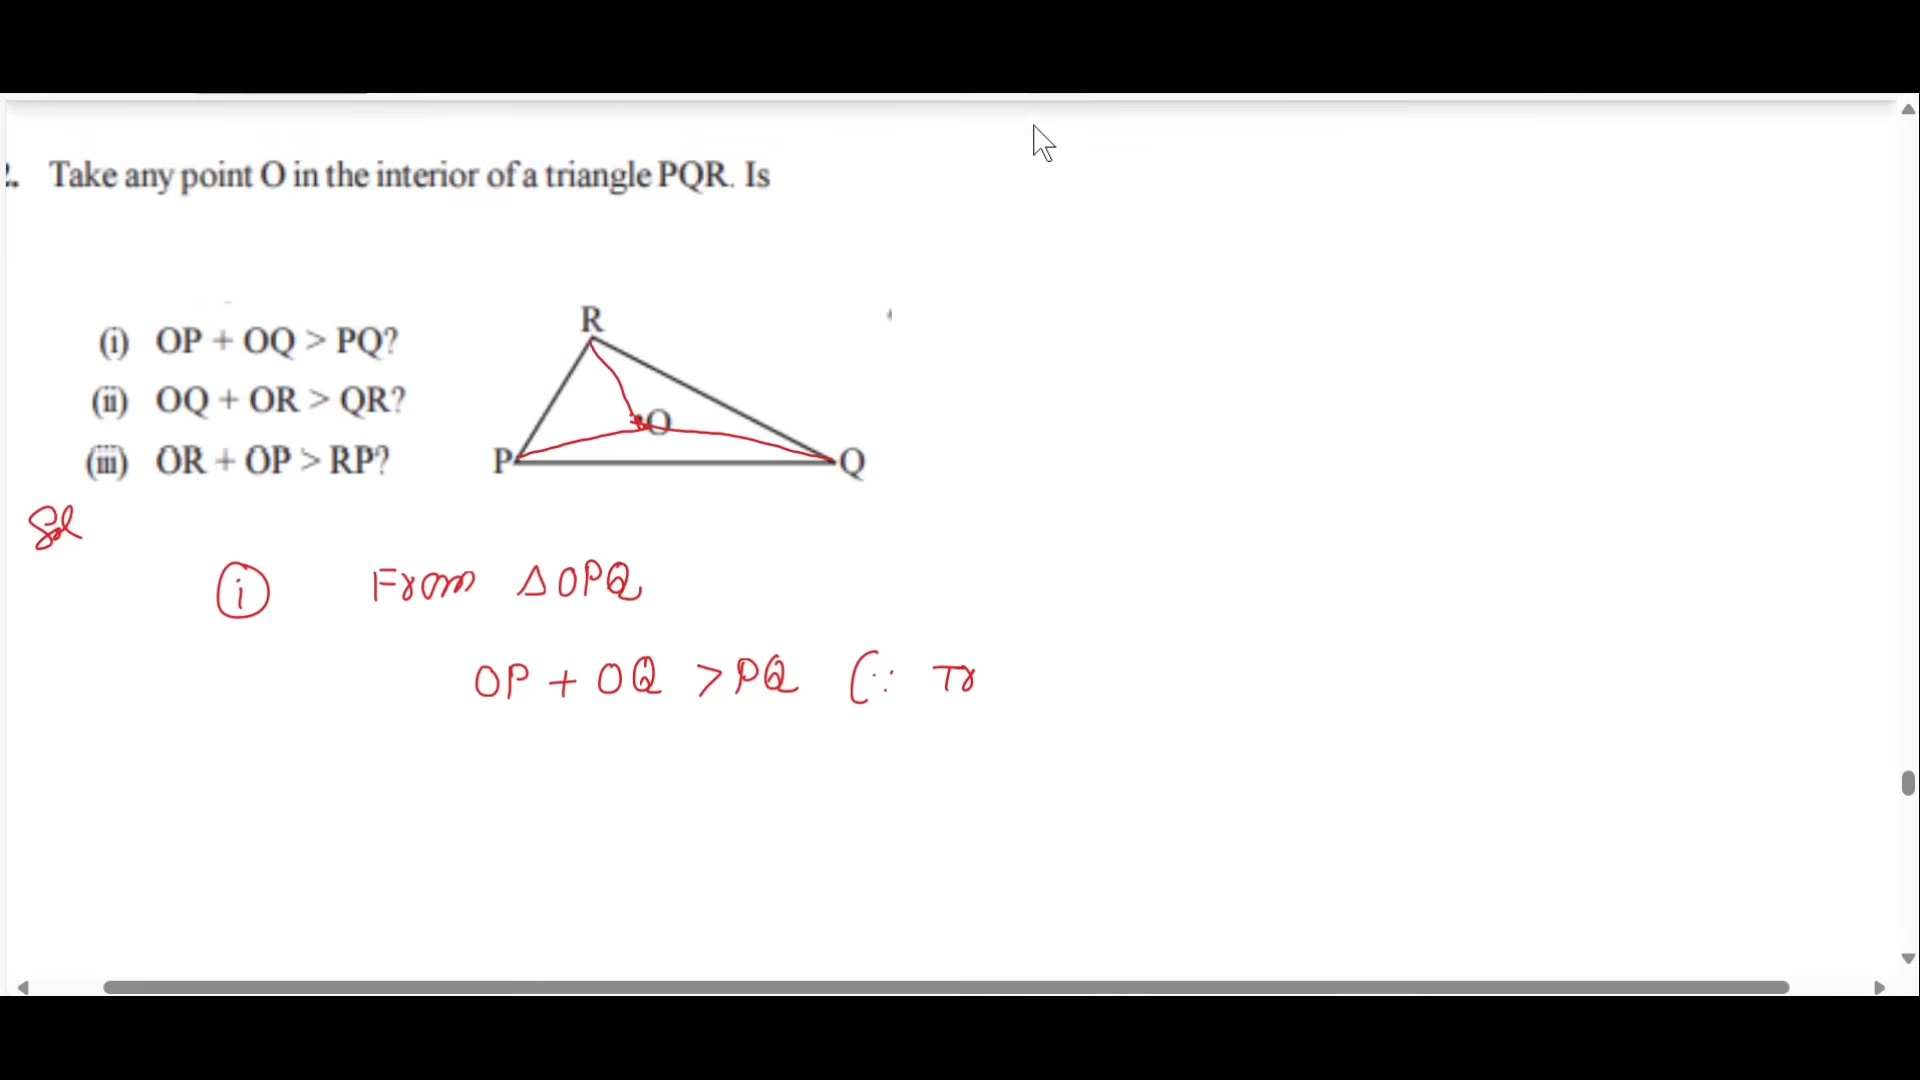 2. Take any point O in the interior of a triangle PQR. Is
(i) OP + OQ > PQ?
(ii) OQ + OR > QR?
(iii) OR + OP > RP?
R
O
P
Q
Sol
(i) From △OPQ
OP + OQ > PQ (∵ Tr